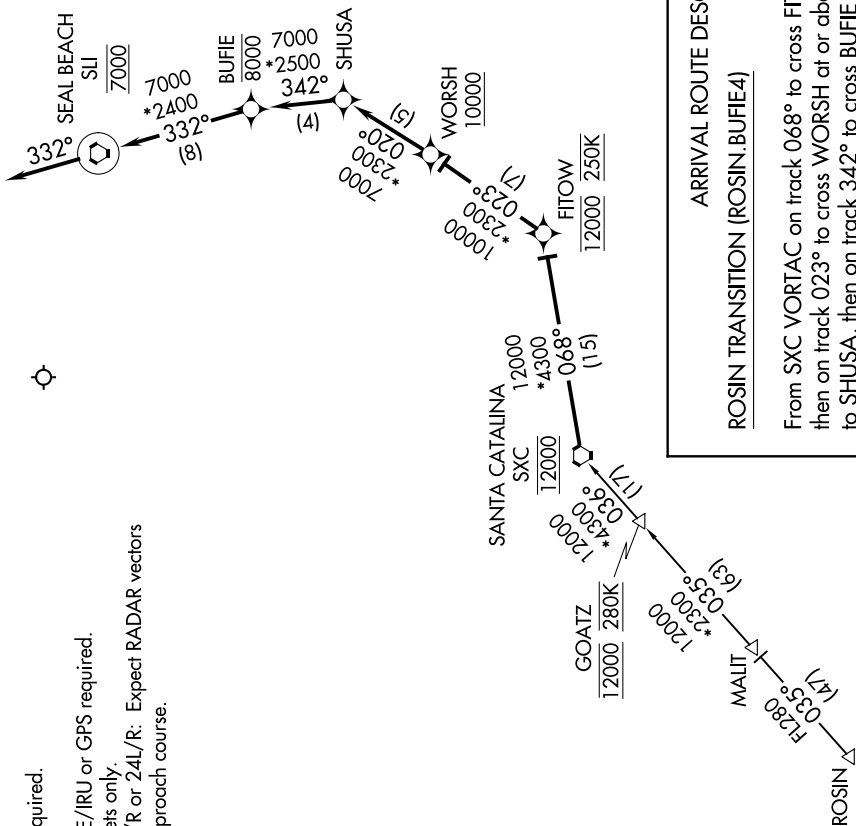 quired.
E/IRU or GPS required.
ets only.
/R or 24L/R: Expect RADAR vectors
proach course.
SEAL BEACH
SLI
7000
332°
7000
*2400
332°
(8)
BUFIE
8000
7000
*2500
342°
(4)
SHUSA
7000
*2300
020°
(5)
WORSH
10000
10000
*2300
023°
(7)
FITOW
12000 250K
12000
*4300
068°
(15)
SANTA CATALINA
SXC
12000
12000
*4300
036°
(17)
GOATZ
12000 280K
12000
*2300
035°
(63)
MALIT
FL280
035°
(47)
ROSIN
ARRIVAL ROUTE DESC
ROSIN TRANSITION (ROSIN.BUFIE4)
From SXC VORTAC on track 068° to cross FI
then on track 023° to cross WORSH at or abo
to SHUSA, then on track 342° to cross BUFIE